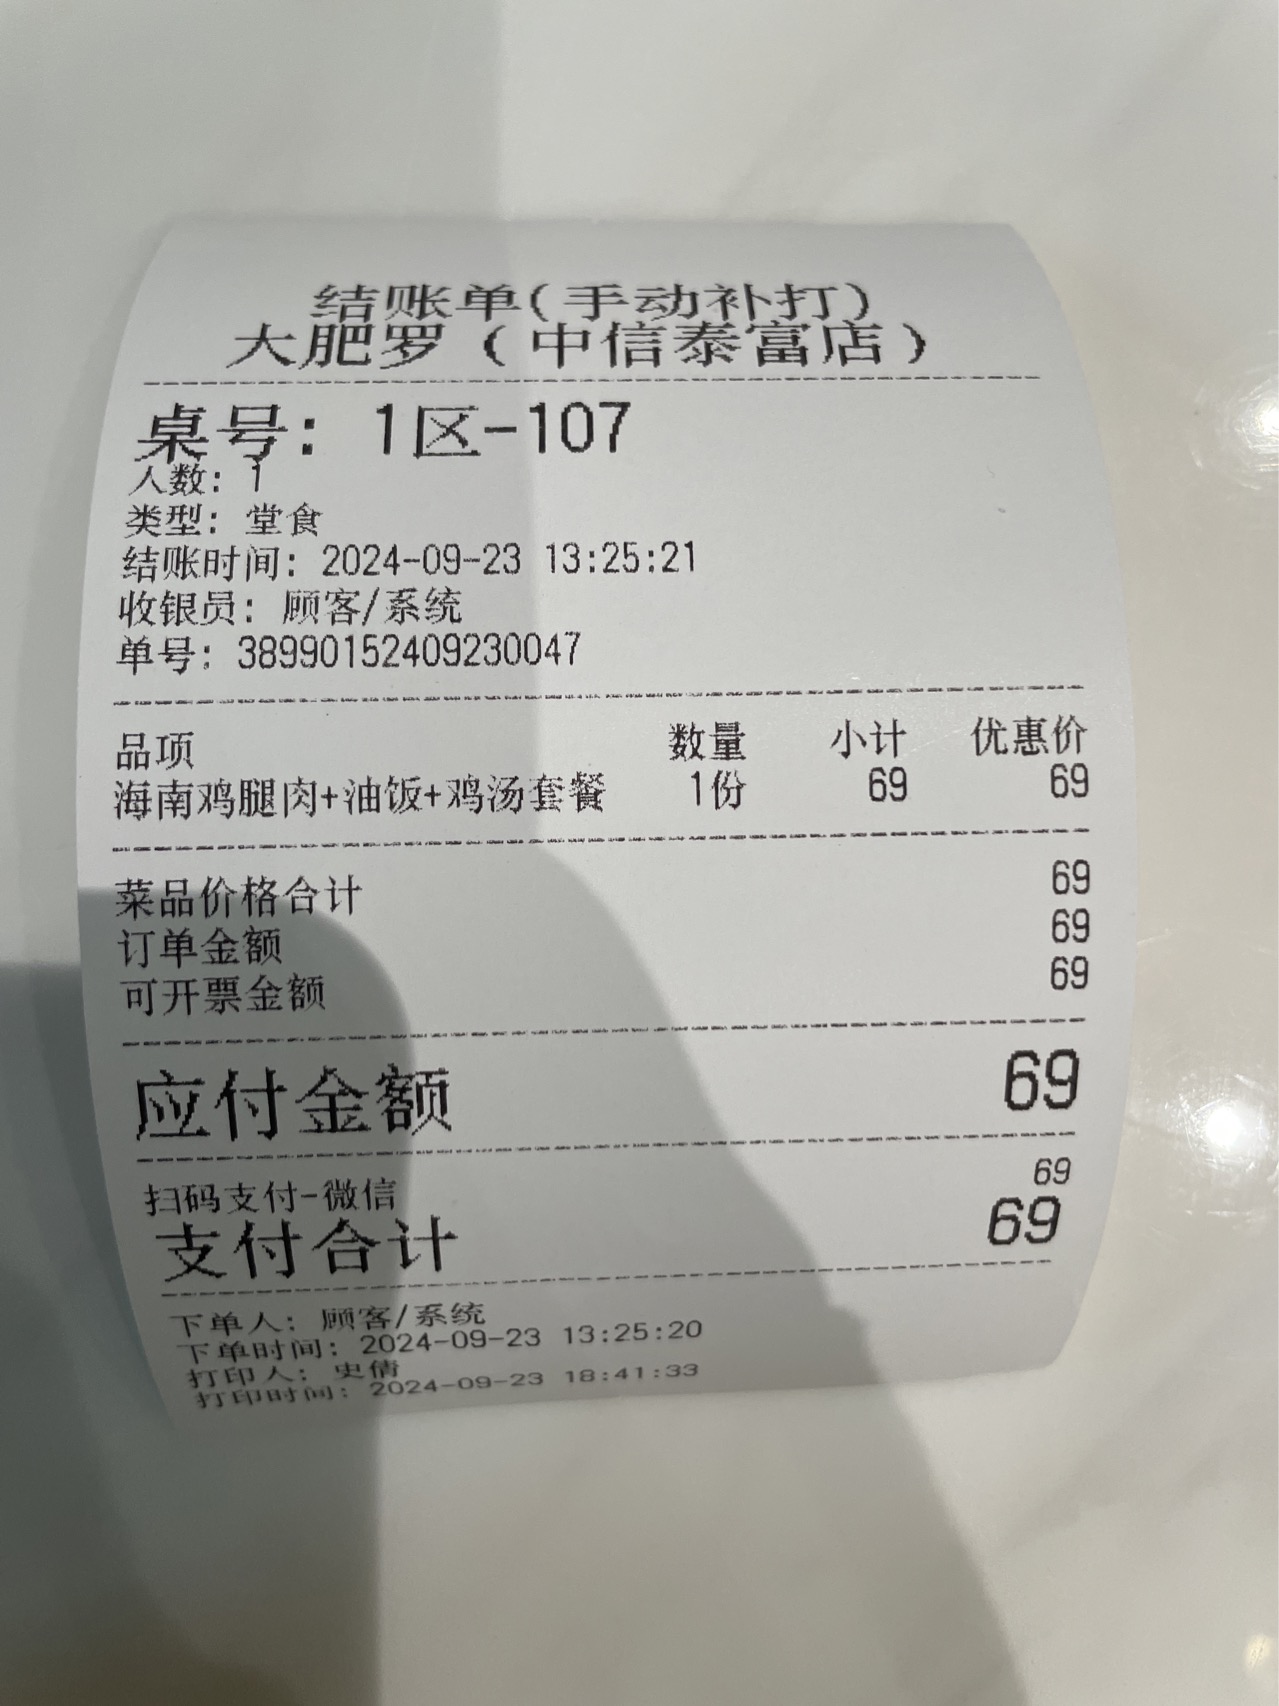 结账单(手动补打)
大肥罗（中信泰富店）
桌号: 1区-107
人数: 1
类型: 堂食
结账时间: 2024-09-23 13:25:21
收银员: 顾客/系统
单号: 38990152409230047
品项 数量 小计 优惠价
海南鸡腿肉+油饭+鸡汤套餐 1份 69 69
菜品价格合计 69
订单金额 69
可开票金额 69
应付金额 69
扫码支付-微信 69
支付合计 69
下单人: 顾客/系统
下单时间: 2024-09-23 13:25:20
打印人: 史倩
打印时间: 2024-09-23 18:41:33